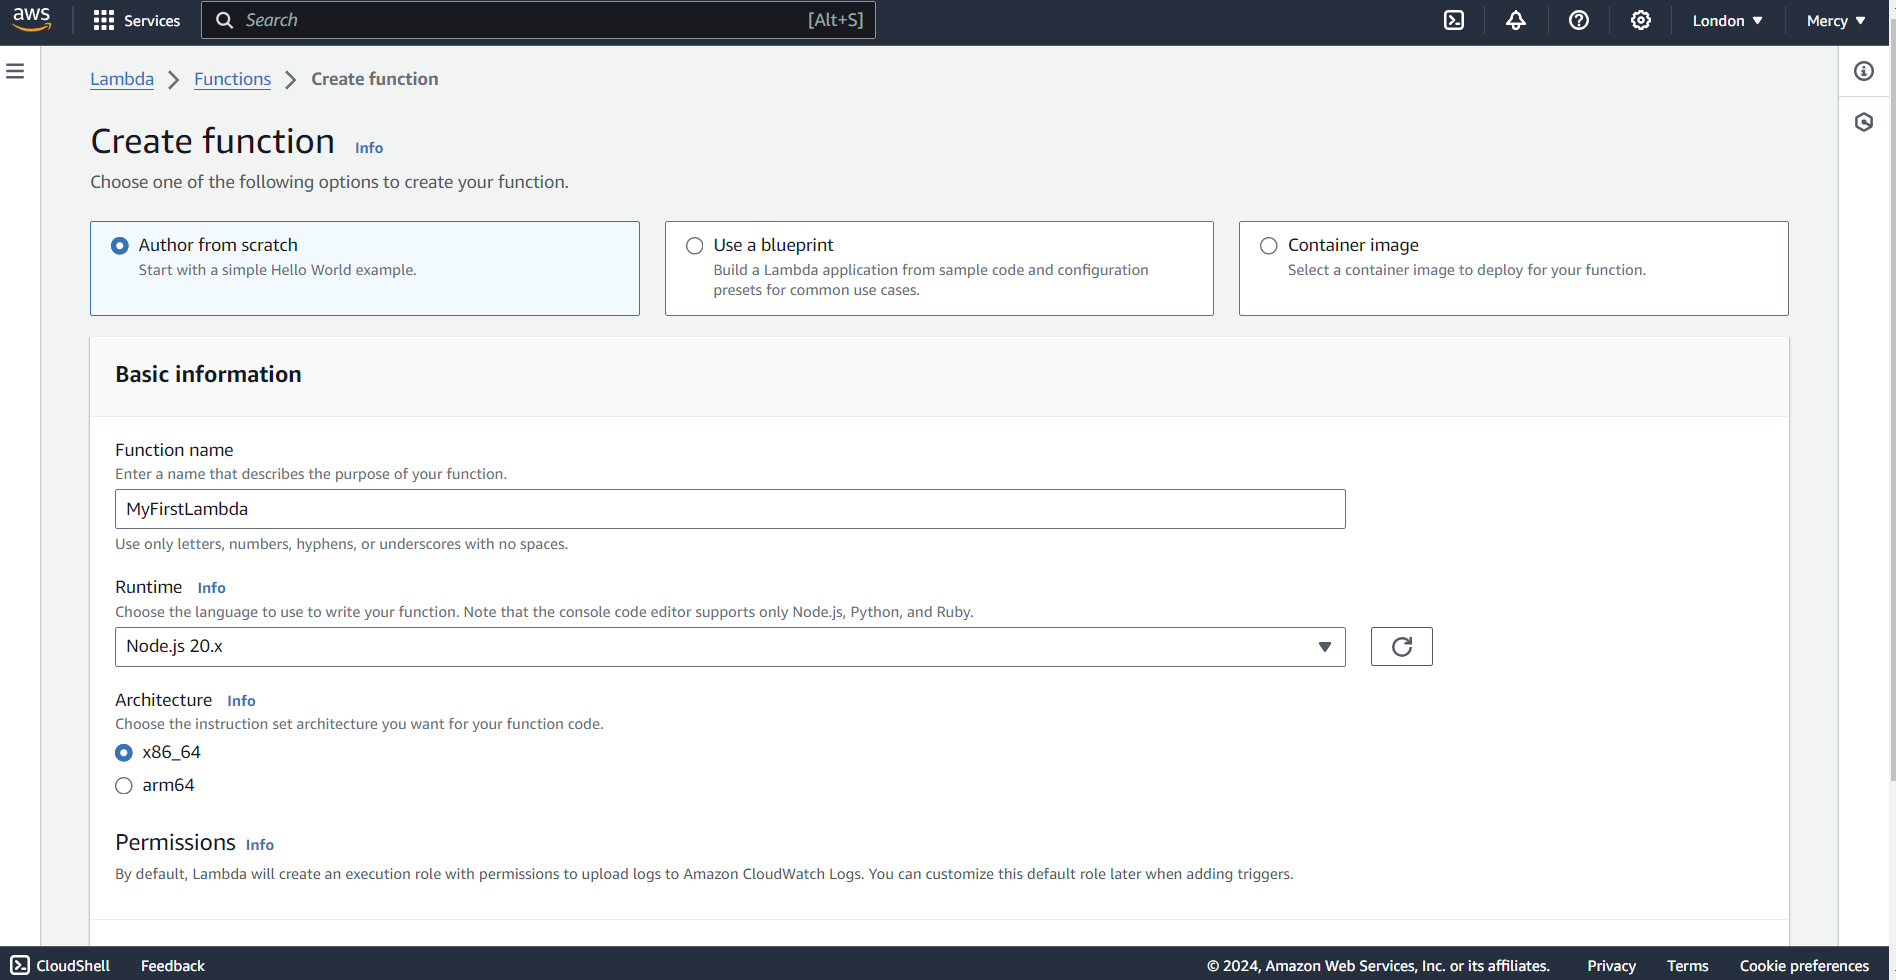 aws Services Search [Alt+S] London Mercy
Lambda Functions Create function
Create function Info
Choose one of the following options to create your function.
Author from scratch
Start with a simple Hello World example.
Use a blueprint
Build a Lambda application from sample code and configuration
presets for common use cases.
Container image
Select a container image to deploy for your function.
Basic information
Function name
Enter a name that describes the purpose of your function.
MyFirstLambda
Use only letters, numbers, hyphens, or underscores with no spaces.
Runtime Info
Choose the language to use to write your function. Note that the console code editor supports only Node.js, Python, and Ruby.
Node.js 20.x
Architecture Info
Choose the instruction set architecture you want for your function code.
x86_64
arm64
Permissions Info
By default, Lambda will create an execution role with permissions to upload logs to Amazon CloudWatch Logs. You can customize this default role later when adding triggers.
CloudShell Feedback © 2024, Amazon Web Services, Inc. or its affiliates. Privacy Terms Cookie preferences